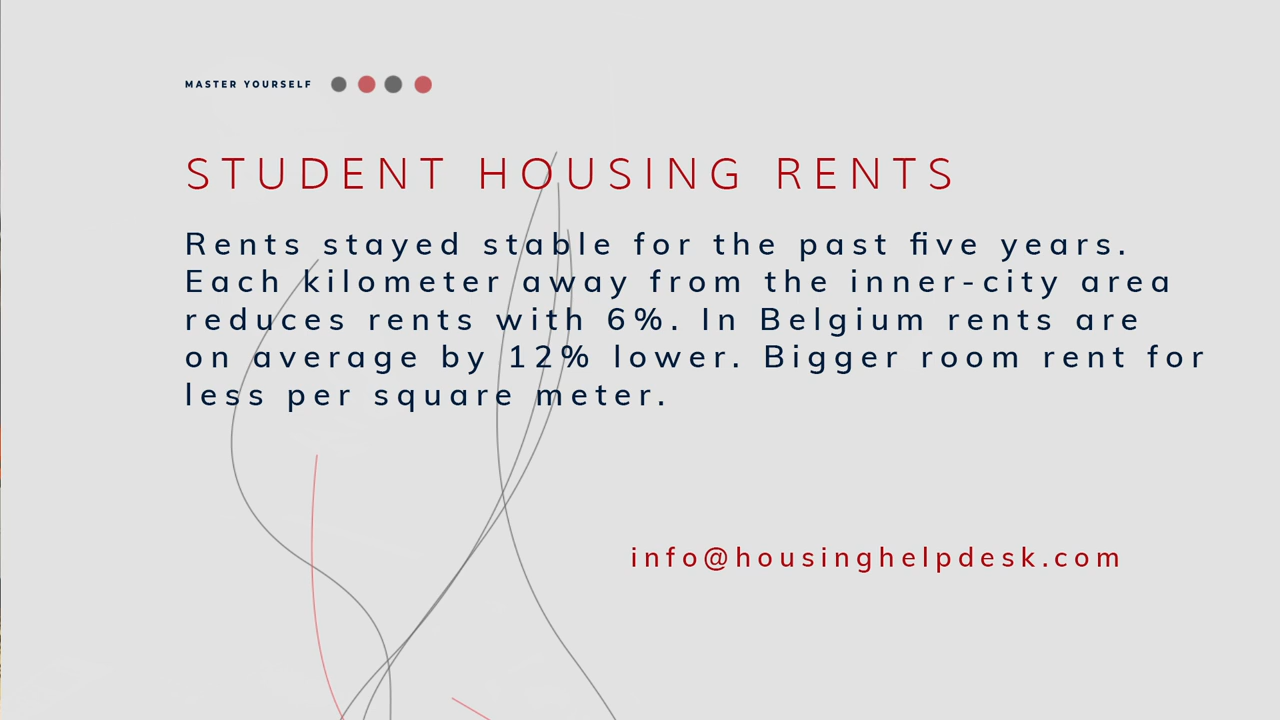 MASTER YOURSELF
STUDENT HOUSING RENTS
Rents stayed stable for the past five years.
Each kilometer away from the inner-city area
reduces rents with 6%. In Belgium rents are
on average by 12% lower. Bigger room rent for
less per square meter.
info@housinghelpdesk.com